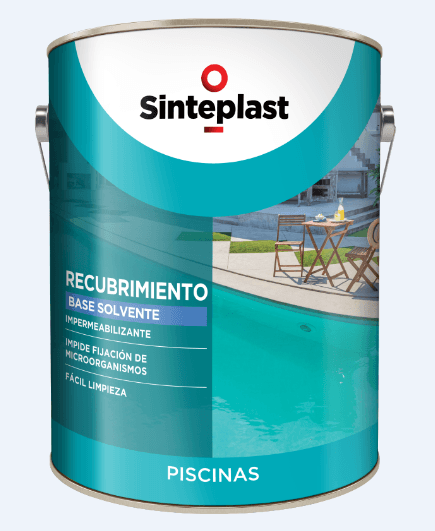 Sinteplast
RECUBRIMIENTO
BASE SOLVENTE
IMPERMEABILIZANTE
IMPIDE FIJACIÓN DE
MICROORGANISMOS
FÁCIL LIMPIEZA
PISCINAS